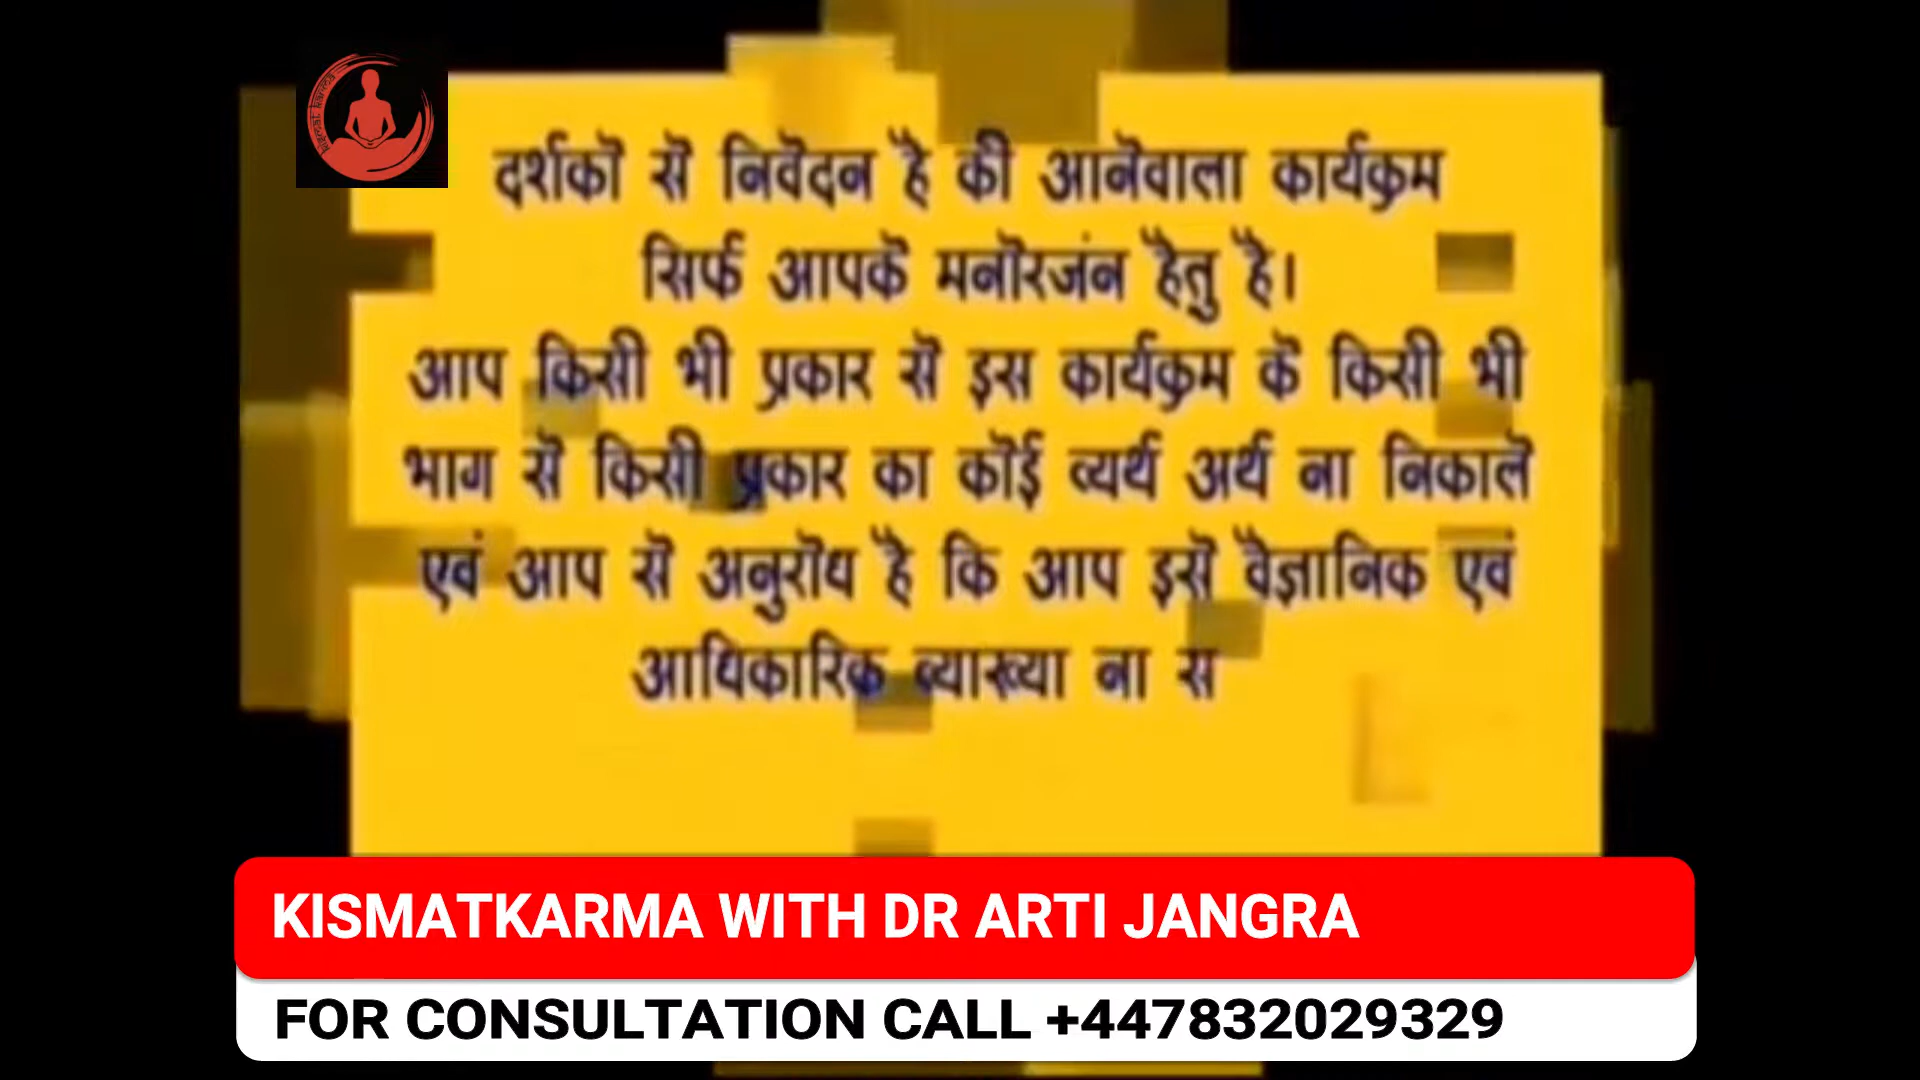 दर्शकों से निवेदन है की आनेवाला कार्यक्रम
सिर्फ आपके मनोरजंन हैतु है।
आप किसी भी प्रकार से इस कार्यक्रम के किसी भी
भाग से किसी प्रकार का कोई व्यर्थ अर्थ ना निकाले
एवं आप से अनुरोध है कि आप इसे वैज्ञानिक एवं
आधिकारिक व्याख्या ना स
KISMATKARMA WITH DR ARTI JANGRA
FOR CONSULTATION CALL +447832029329